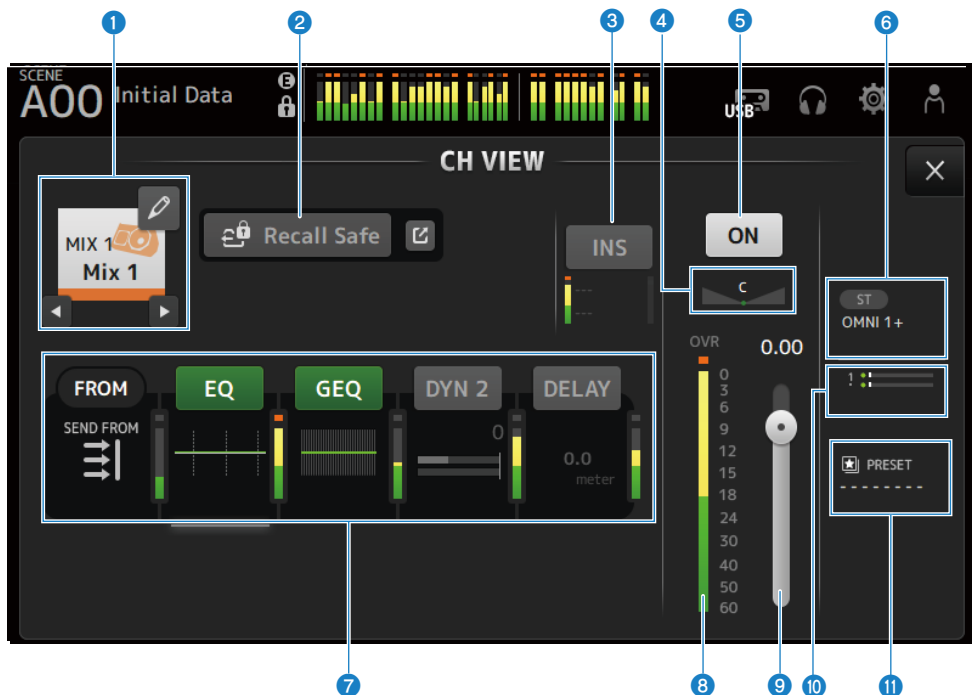 1
2
3
4
5
6
SCENE
A00
Initial Data
E
USB
CH VIEW
MIX 1
Mix 1
Recall Safe
INS
---
---
ON
C
ST
OMNI 1+
OVR
0.00
1
FROM
EQ
GEQ
DYN 2
DELAY
SEND FROM
0
0.0
meter
0
3
6
9
12
15
18
24
30
40
50
60
PRESET
--------
7
8
9
10
11